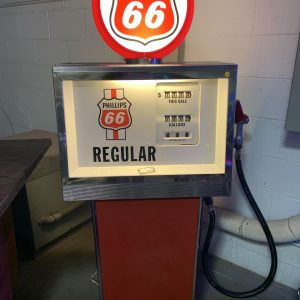 66
PHILLIPS
66
REGULAR
$
THIS SALE
GALLONS